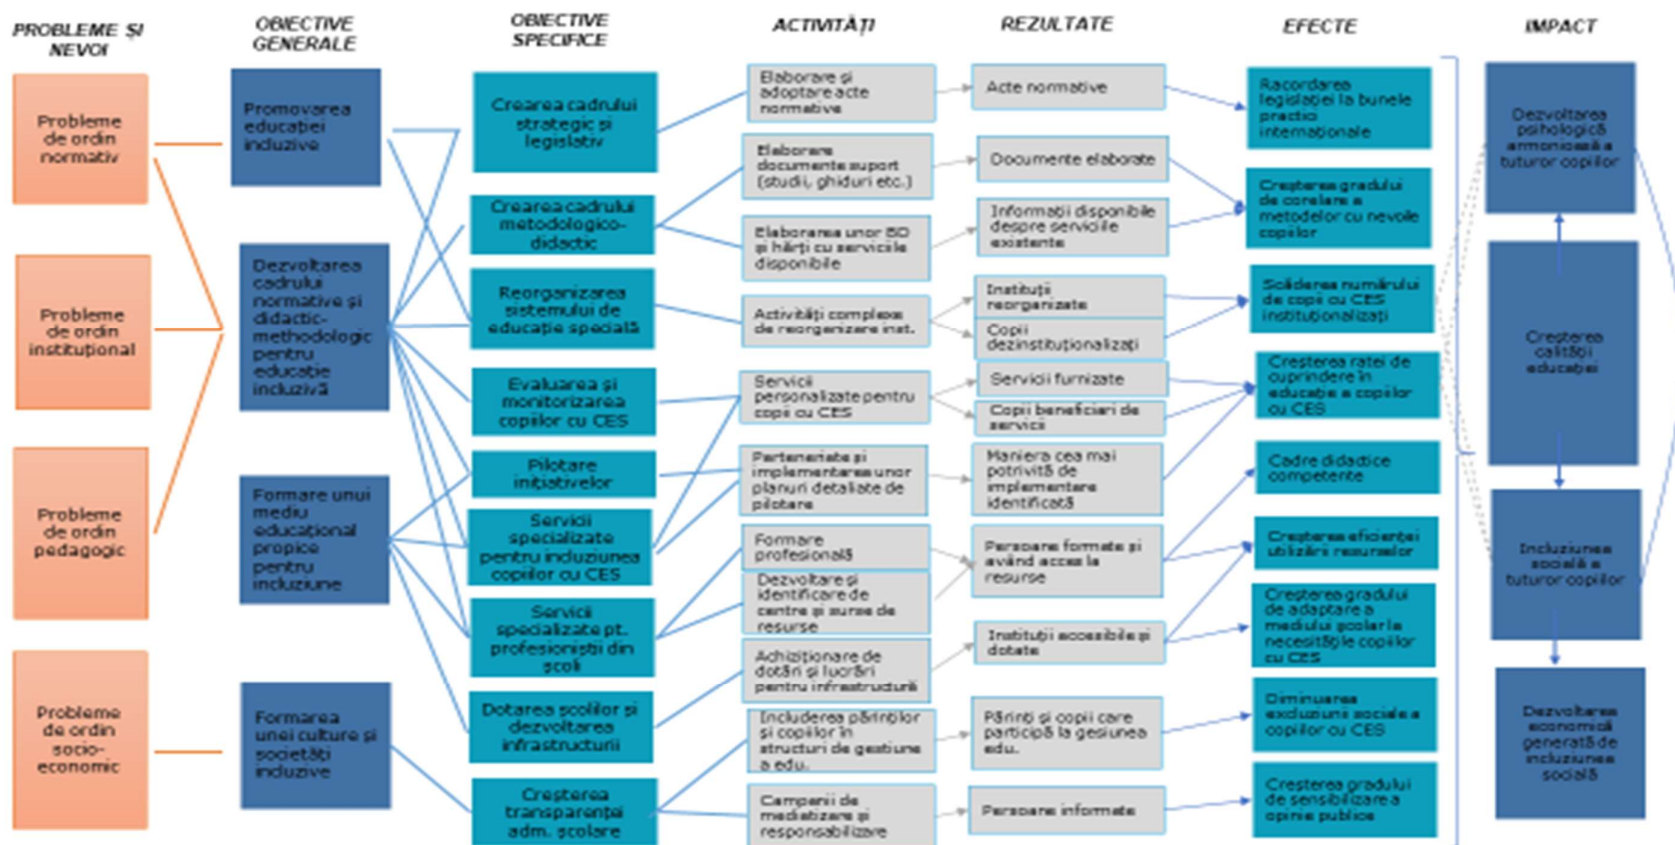 PROBLEME ȘI
NEVOI
OBIECTIVE
GENERALE
OBIECTIVE
SPECIFICE
ACTIVITĂȚI
REZULTATE
EFECTE
IMPACT
Probleme
de ordin
normativ
Probleme
de ordin
instituțional
Probleme
de ordin
pedagogic
Probleme
de ordin
socio-
economic
Promovarea
educației
incluzive
Dezvoltarea
cadrului
normative și
didactic-
methodologic
pentru
educație
incluzivă
Formare unui
mediu
educațional
propice
pentru
incluziune
Formarea
unei culture și
societăți
incluzive
Crearea cadrului
strategic și
legislativ
Crearea cadrului
metodologico-
didactic
Reorganizarea
sistemului de
educație specială
Evaluarea și
monitorizarea
copiilor cu CES
Pilotare
inițiativelor
Servicii
specializate
pentru incluziunea
copiilor cu CES
Servicii
specializate pt.
profesioniștii din
școli
Dotarea școlilor și
dezvoltarea
infrastructurii
Creșterea
transparenței
adm. școlare
Elaborare și
adoptare acte
normative
Elaborare
documente suport
(studii, ghiduri etc.)
Elaborarea unor BD
și hărți cu serviciile
disponibile
Activități complexe
de reorganizare inst.
Servicii
personalizate pentru
copii cu CES
Parteneriate și
implementarea unor
planuri detaliate de
pilotare
Formare
profesională
Dezvoltare și
identificare de
centre și surse de
resurse
Achiziționare de
dotări și lucrări
pentru infrastructură
Includerea părinților
și copiilor în
structuri de gestiune
a edu.
Campanii de
mediatizare și
responsabilizare
Acte normative
Documente elaborate
Informații disponibile
despre serviciile
existente
Instituții
reorganizate
Copii
dezinstituționalizați
Servicii furnizate
Copii beneficiari de
servicii
Maniera cea mai
potrivită de
implementare
identificată
Persoane formate și
având acces la
resurse
Instituții accesibile și
dotate
Părinți și copii care
participă la gesiunea
edu.
Persoane informate
Racordarea
legislației la bunele
practici
internaționale
Creșterea gradului
de corelare a
metodelor cu nevoile
copiilor
numărului
de copii cu CES
instituționalizați
Creșterea ratei de
cuprindere în
educație a copiilor
cu CES
Cadre didactice
competente
Creșterea eficienței
utilizării resurselor
Creșterea gradului
de adaptare a
mediului școlar la
necesitățile copiilor
cu CES
Diminuarea
excluziunii sociale a
copiilor cu CES
Creșterea gradului
de sensibilizare a
opinie publice
Dezvoltarea
psihologică
armonioasă a
tuturor copiilor
Creșterea
calității
educației
Incluziunea
socială a
tuturor copiilor
Dezvoltarea
economică
generată de
incluziunea
socială